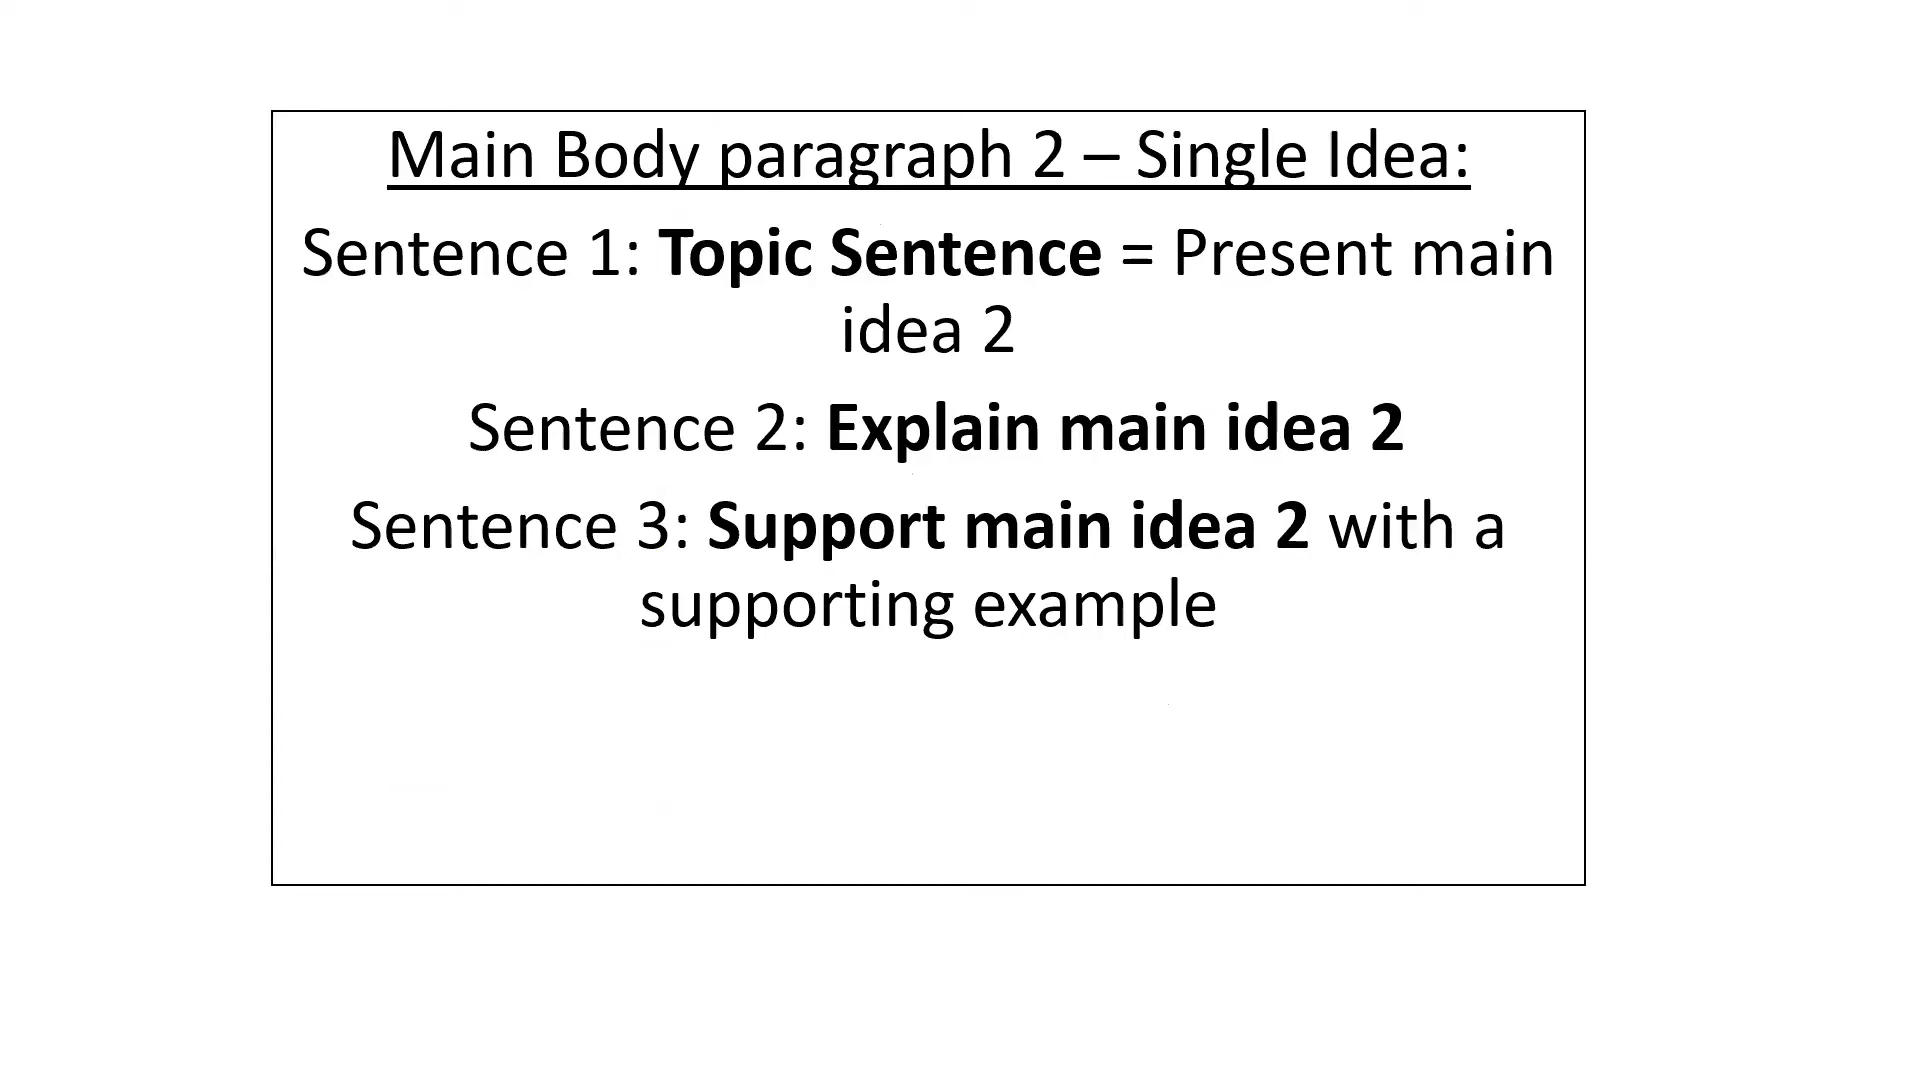 Main Body paragraph 2 – Single Idea:
Sentence 1: Topic Sentence = Present main
idea 2
Sentence 2: Explain main idea 2
Sentence 3: Support main idea 2 with a
supporting example